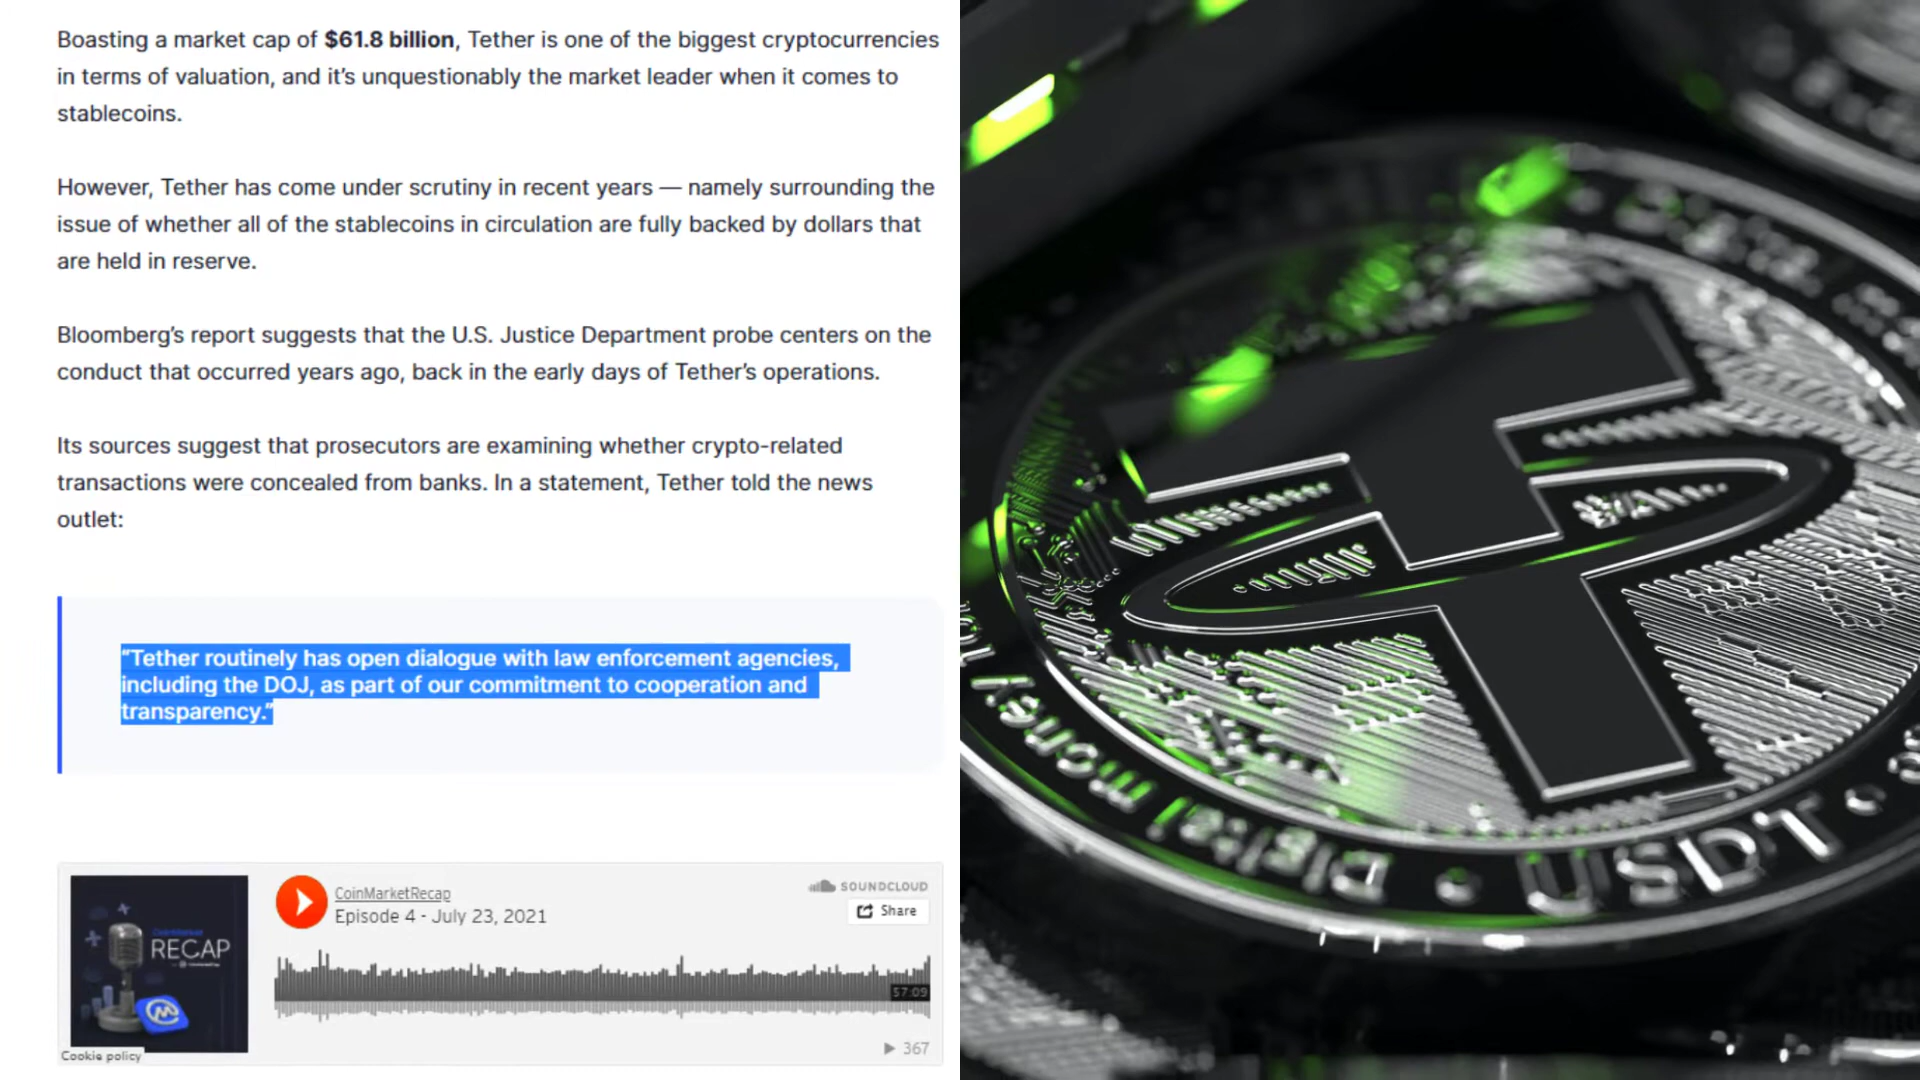 Boasting a market cap of $61.8 billion, Tether is one of the biggest cryptocurrencies
in terms of valuation, and it’s unquestionably the market leader when it comes to
stablecoins.
However, Tether has come under scrutiny in recent years — namely surrounding the
issue of whether all of the stablecoins in circulation are fully backed by dollars that
are held in reserve.
Bloomberg’s report suggests that the U.S. Justice Department probe centers on the
conduct that occurred years ago, back in the early days of Tether’s operations.
Its sources suggest that prosecutors are examining whether crypto-related
transactions were concealed from banks. In a statement, Tether told the news
outlet:
“Tether routinely has open dialogue with law enforcement agencies,
including the DOJ, as part of our commitment to cooperation and
transparency.”
CoinMarketRecap
Episode 4 - July 23, 2021
SOUNDCLOUD
Share
RECAP
57:09
367
Cookie policy
Digital money
USDT